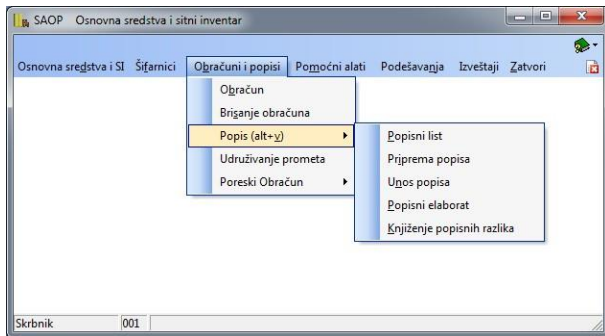 SAOP Osnovna sredstva i sitni inventar
Osnovna sredstva i SI Šifarnici Obračuni i popisi Pomoćni alati Podešavanja Izveštaji Zatvori
Obračun
Brisanje obračuna
Popis (alt+v)
Udruživanje prometa
Poreski Obračun
Popisni list
Priprema popisa
Unos popisa
Popisni elaborat
Knjiženje popisnih razlika
Skrbnik 001